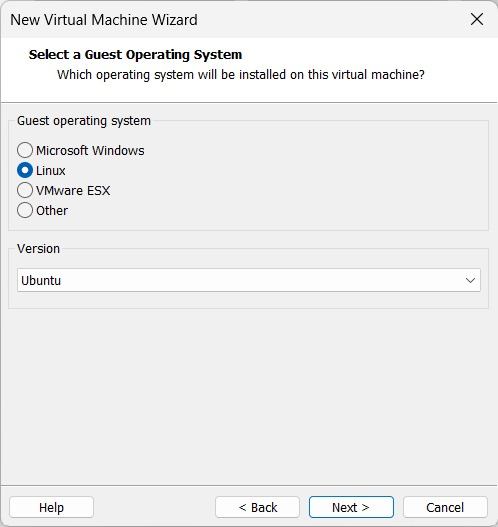 New Virtual Machine Wizard
Select a Guest Operating System
Which operating system will be installed on this virtual machine?
Guest operating system
Microsoft Windows
Linux
VMware ESX
Other
Version
Ubuntu
Help
< Back
Next >
Cancel